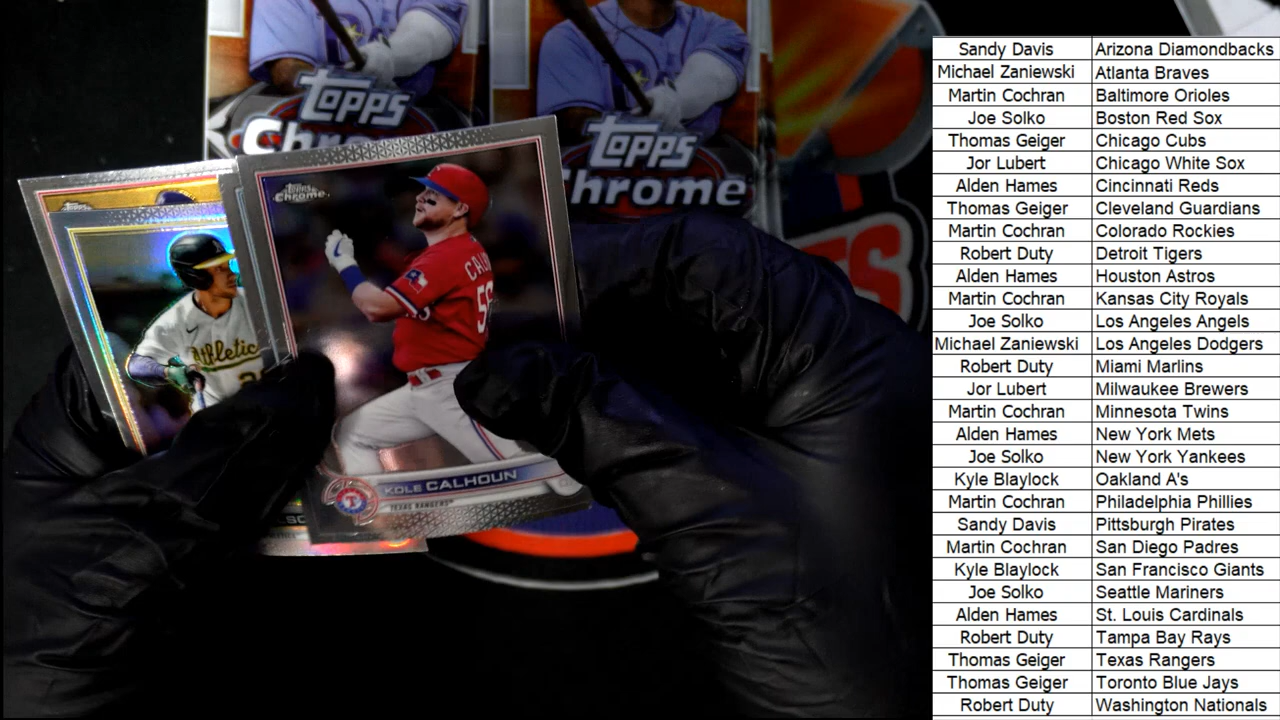 Topps
Chrome
Topps
Chrome
Topps
Chrome
CALHOUN
56
Athletic
T
KOLE CALHOUN
TEXAS RANGERS
Sandy Davis Arizona Diamondbacks
Michael Zaniewski Atlanta Braves
Martin Cochran Baltimore Orioles
Joe Solko Boston Red Sox
Thomas Geiger Chicago Cubs
Jor Lubert Chicago White Sox
Alden Hames Cincinnati Reds
Thomas Geiger Cleveland Guardians
Martin Cochran Colorado Rockies
Robert Duty Detroit Tigers
Alden Hames Houston Astros
Martin Cochran Kansas City Royals
Joe Solko Los Angeles Angels
Michael Zaniewski Los Angeles Dodgers
Robert Duty Miami Marlins
Jor Lubert Milwaukee Brewers
Martin Cochran Minnesota Twins
Alden Hames New York Mets
Joe Solko New York Yankees
Kyle Blaylock Oakland A's
Martin Cochran Philadelphia Phillies
Sandy Davis Pittsburgh Pirates
Martin Cochran San Diego Padres
Kyle Blaylock San Francisco Giants
Joe Solko Seattle Mariners
Alden Hames St. Louis Cardinals
Robert Duty Tampa Bay Rays
Thomas Geiger Texas Rangers
Thomas Geiger Toronto Blue Jays
Robert Duty Washington Nationals